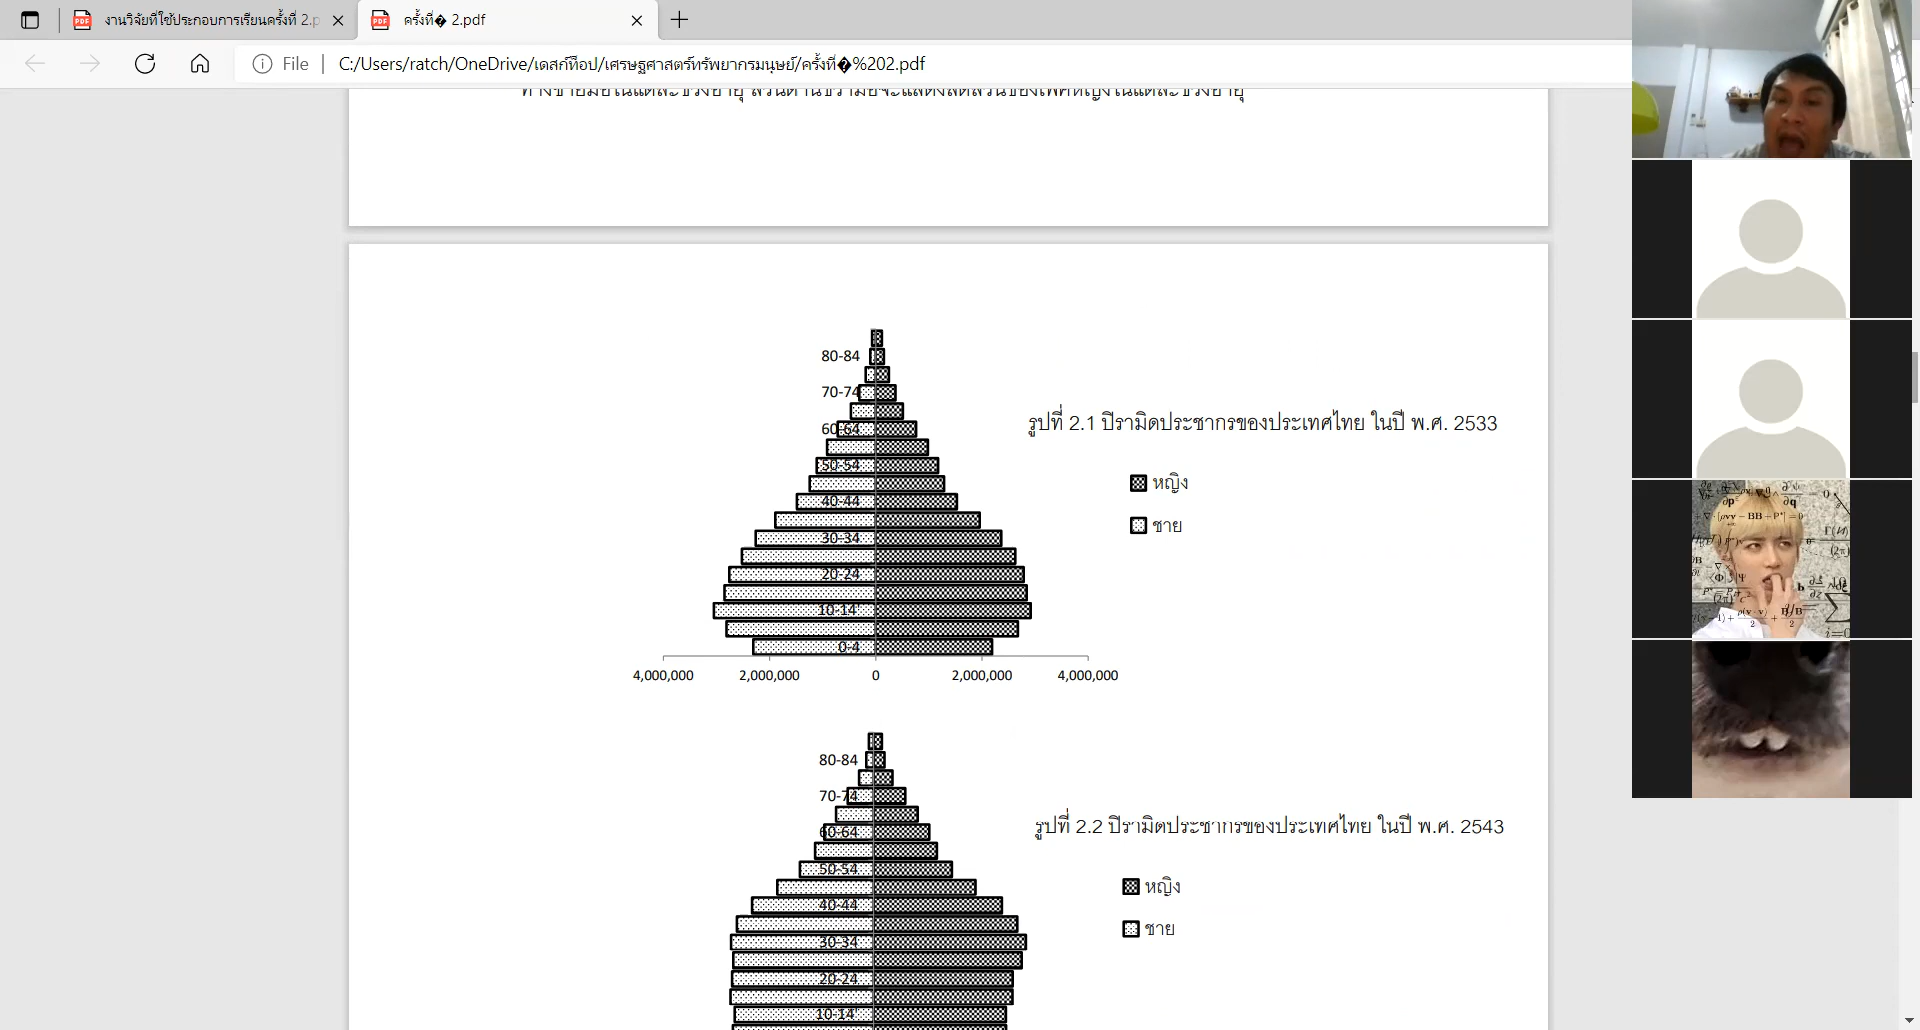 งานวิจัยที่ใช้ประกอบการเรียนครั้งที่ 2.p
ครั้งที่� 2.pdf
File
C:/Users/ratch/OneDrive/เดสก์ท็อป/เศรษฐศาสตร์ทรัพยากรมนุษย์/ครั้งที่�%202.pdf
80-84
70-74
60-64
50-54
40-44
30-34
20-24
10-14'
0-4
4,000,000 2,000,000 0 2,000,000 4,000,000
รูปที่ 2.1 ปิรามิดประชากรของประเทศไทย ในปี พ.ศ. 2533
หญิง
ชาย
80-84
70-74
60-64
50-54
40-44
30-34
20-24
10-14'
รูปที่ 2.2 ปิรามิดประชากรของประเทศไทย ในปี พ.ศ. 2543
หญิง
ชาย